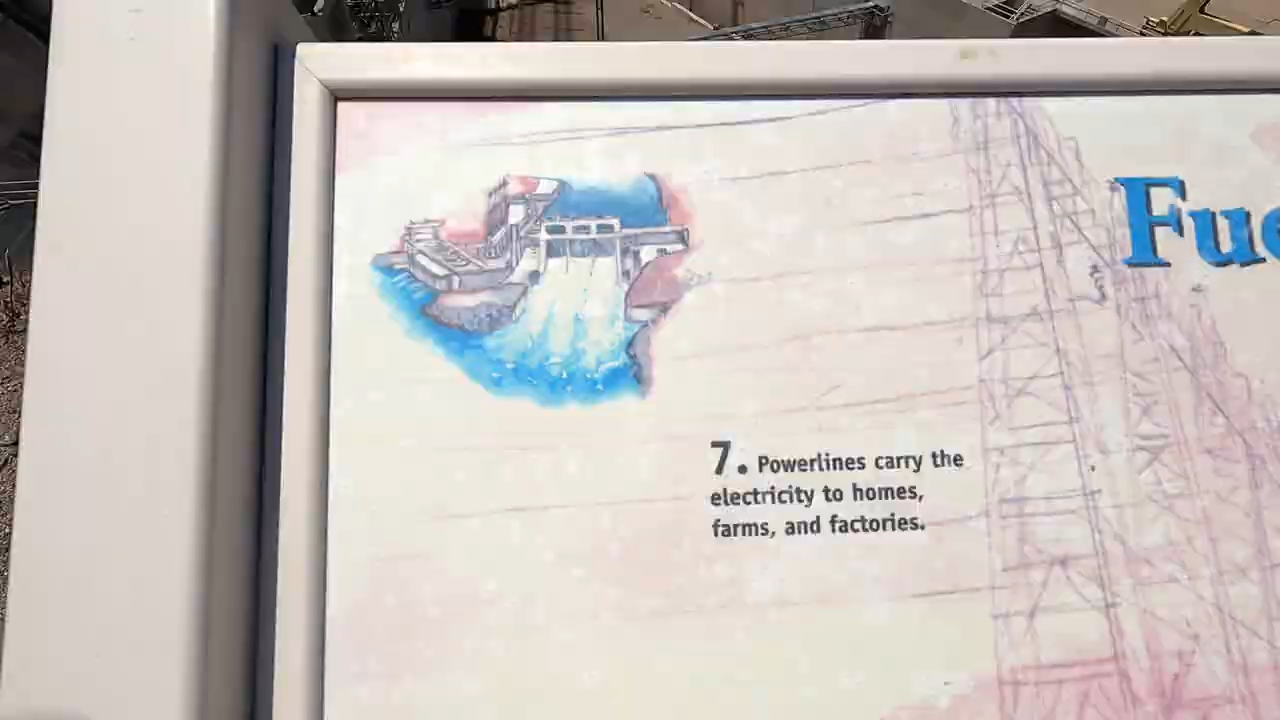 Fue
7. Powerlines carry the
electricity to homes,
farms, and factories.